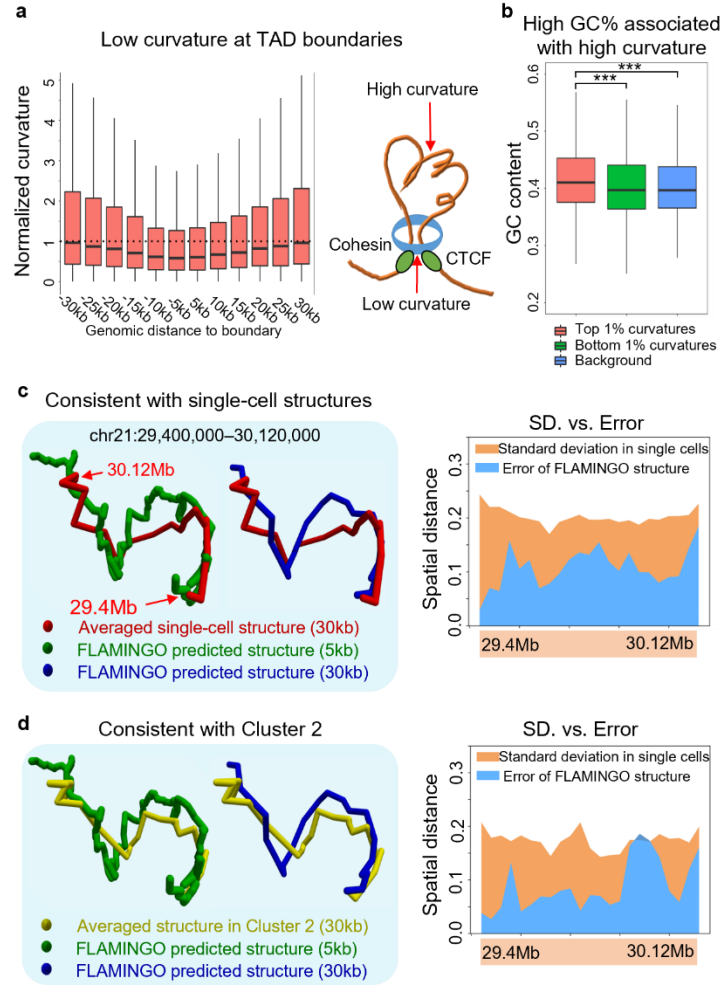 a
Low curvature at TAD boundaries
Normalized curvature
5
4
3
2
1
0
-30kb
-25kb
-20kb
-15kb
-10kb
-5kb
5kb
10kb
15kb
20kb
25kb
30kb
Genomic distance to boundary
High curvature
Cohesin
CTCF
Low curvature
b
High GC% associated
with high curvature
***
***
GC content
0.6
0.5
0.4
0.3
0.2
Top 1% curvatures
Bottom 1% curvatures
Background
c
Consistent with single-cell structures
chr21:29,400,000–30,120,000
30.12Mb
29.4Mb
Averaged single-cell structure (30kb)
FLAMINGO predicted structure (5kb)
FLAMINGO predicted structure (30kb)
SD. vs. Error
Standard deviation in single cells
Error of FLAMINGO structure
Spatial distance
0.3
0.2
0.1
0.0
29.4Mb
30.12Mb
d
Consistent with Cluster 2
Averaged structure in Cluster 2 (30kb)
FLAMINGO predicted structure (5kb)
FLAMINGO predicted structure (30kb)
SD. vs. Error
Standard deviation in single cells
Error of FLAMINGO structure
Spatial distance
0.3
0.2
0.1
0.0
29.4Mb
30.12Mb